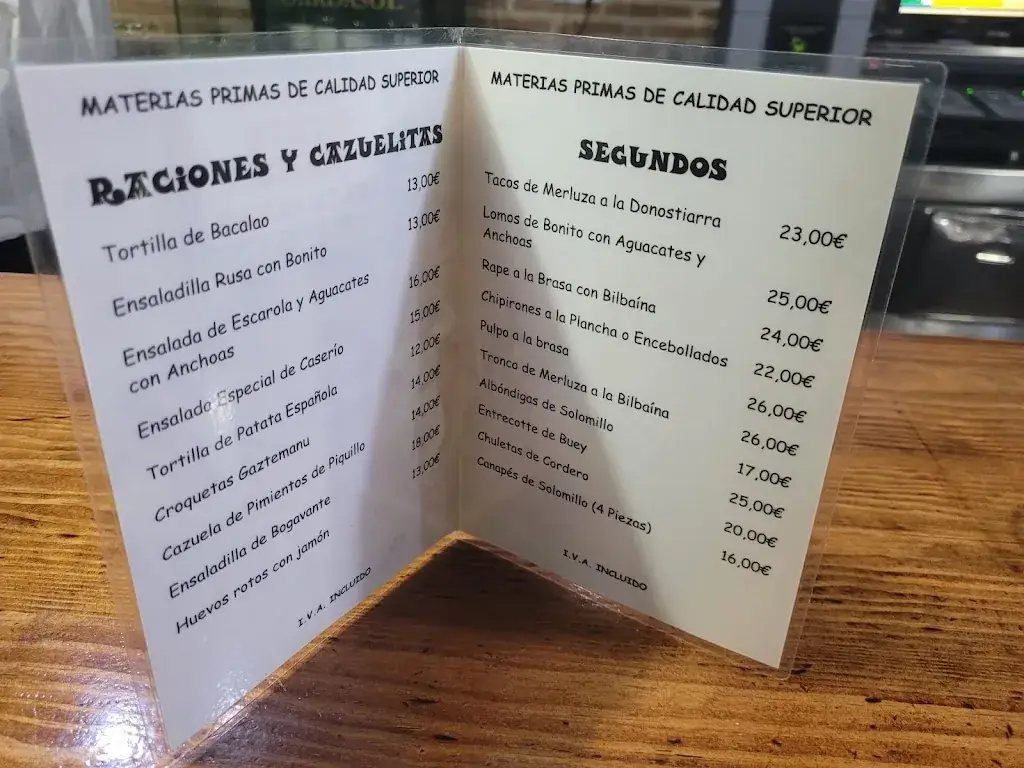 MATERIAS PRIMAS DE CALIDAD SUPERIOR
RACIONES Y CAZUELITAS
Tortilla de Bacalao 13,00€
Ensaladilla Rusa con Bonito 13,00€
Ensalada de Escarola y Aguacates
con Anchoas 16,00€
Ensalada Especial de Caserío 15,00€
Tortilla de Patata Española 12,00€
Croquetas Gaztemanu 14,00€
Cazuela de Pimientos de Piquillo 14,00€
Ensaladilla de Bogavante 18,00€
Huevos rotos con jamón 13,00€
I.V.A. INCLUIDO
MATERIAS PRIMAS DE CALIDAD SUPERIOR
SEGUNDOS
Tacos de Merluza a la Donostiarra 23,00€
Lomos de Bonito con Aguacates y
Anchoas 25,00€
Rape a la Brasa con Bilbaína 24,00€
Chipirones a la Plancha o Encebollados 22,00€
Pulpo a la brasa 26,00€
Tronco de Merluza a la Bilbaína 26,00€
Albóndigas de Solomillo 17,00€
Entrecotte de Buey 25,00€
Chuletas de Cordero 20,00€
Canapés de Solomillo (4 Piezas) 16,00€
I.V.A. INCLUIDO